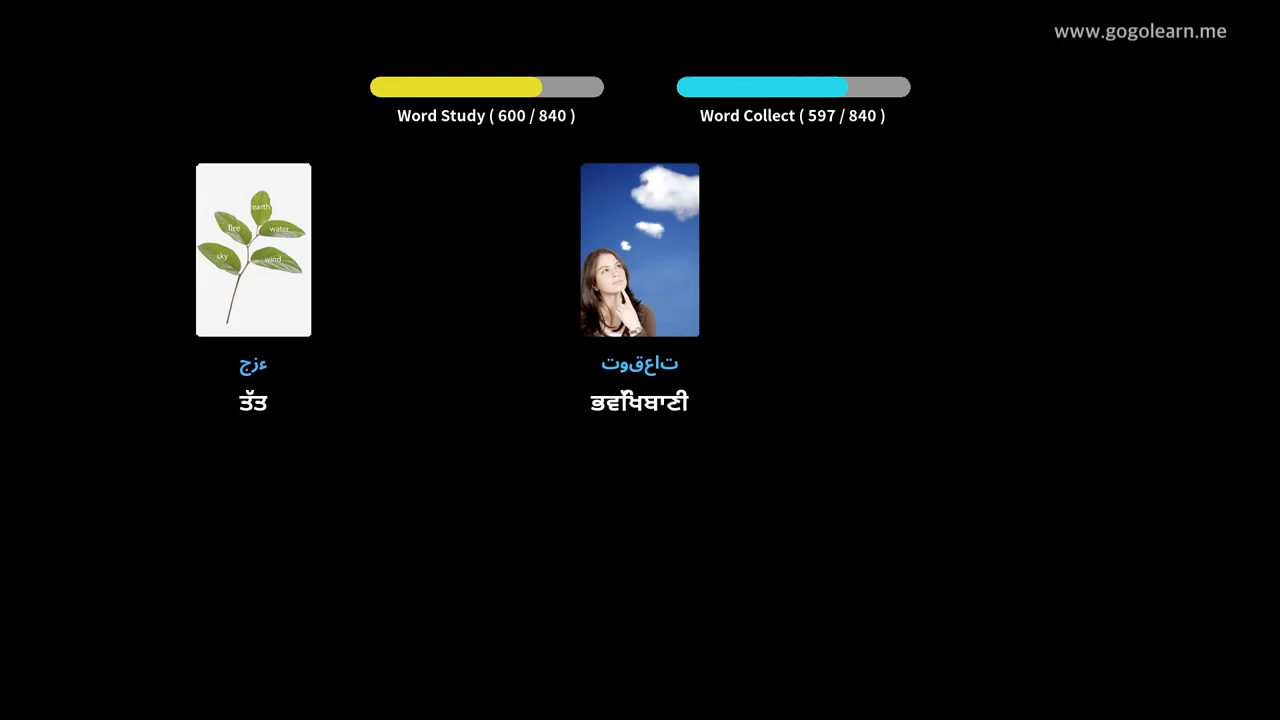 www.gogolearn.me
Word Study ( 600 / 840 )
Word Collect ( 597 / 840 )
earth
fire
water
sky
wind
ءزج
ਤੱਤ
تاعقوت
ਭਵੱਖਿਬਾਣੀ